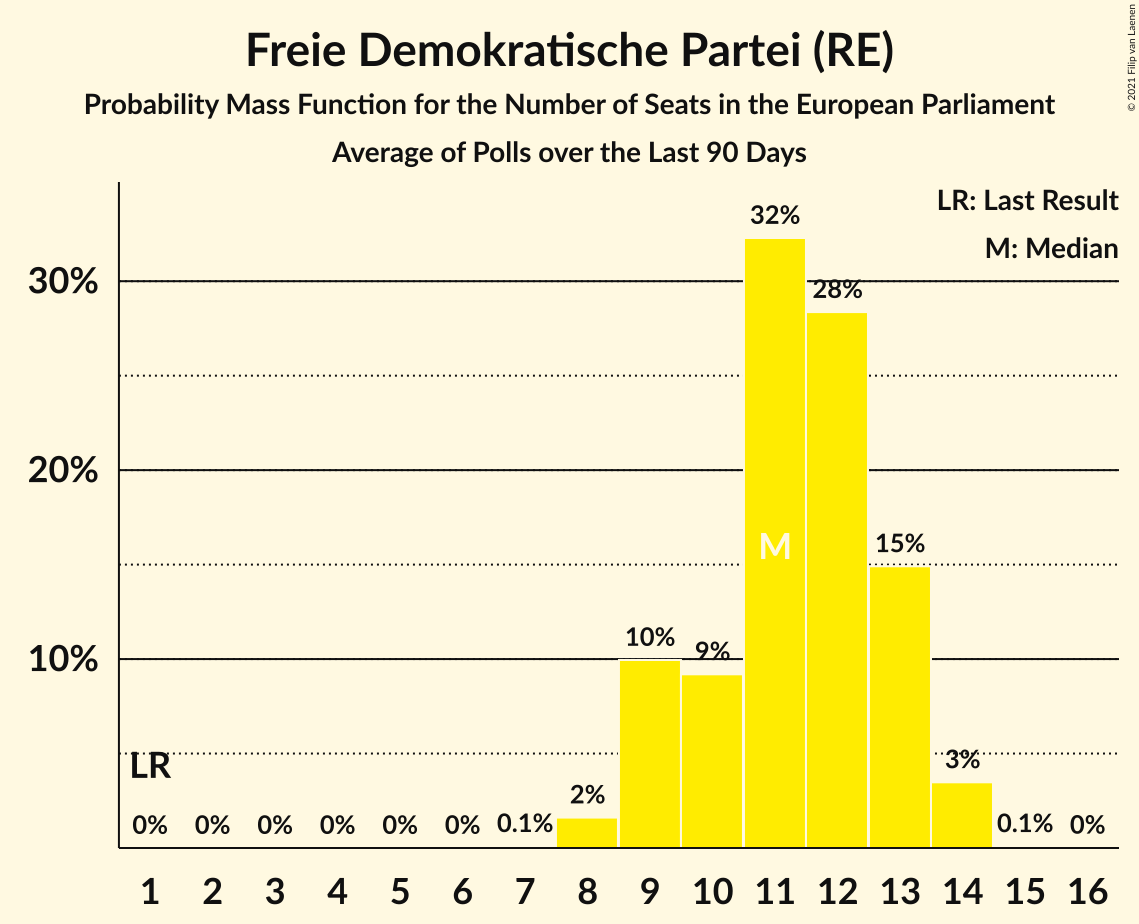 Freie Demokratische Partei (RE)
Probability Mass Function for the Number of Seats in the European Parliament
Average of Polls over the Last 90 Days
© 2021 Filip van Laenen
LR: Last Result
M: Median
32%
30%
28%
20%
M
15%
10%
10%
9%
LR
3%
2%
0% 0% 0% 0% 0% 0% 0.1% 0.1% 0%
1 2 3 4 5 6 7 8 9 10 11 12 13 14 15 16